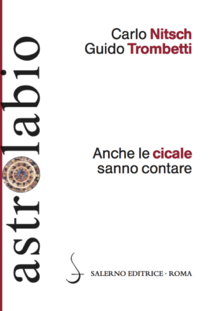 Carlo Nitsch
Guido Trombetti
astrolabio
Anche le cicale
sanno contare
SALERNO EDITRICE • ROMA